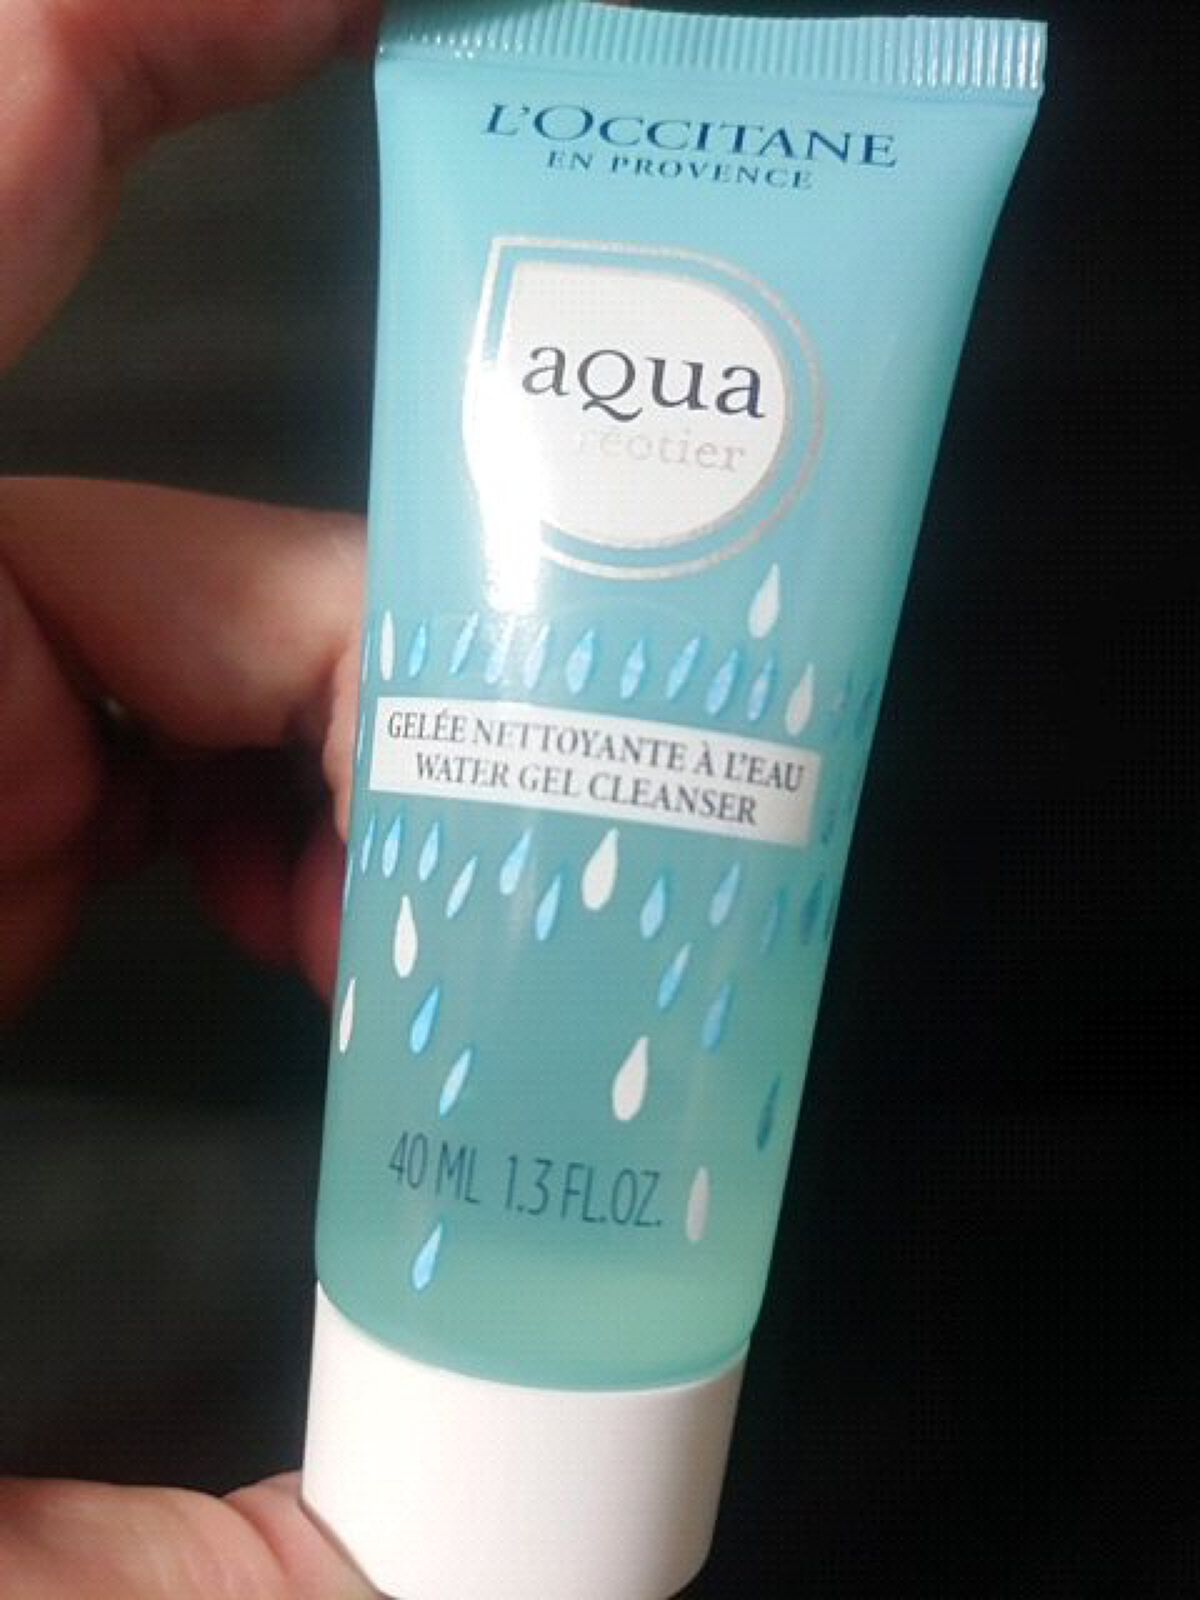 L'OCCITANE
EN PROVENCE
aqua
réotier
GELÉE NETTOYANTE À L'EAU
WATER GEL CLEANSER
40 ML 1.3 FL.OZ.